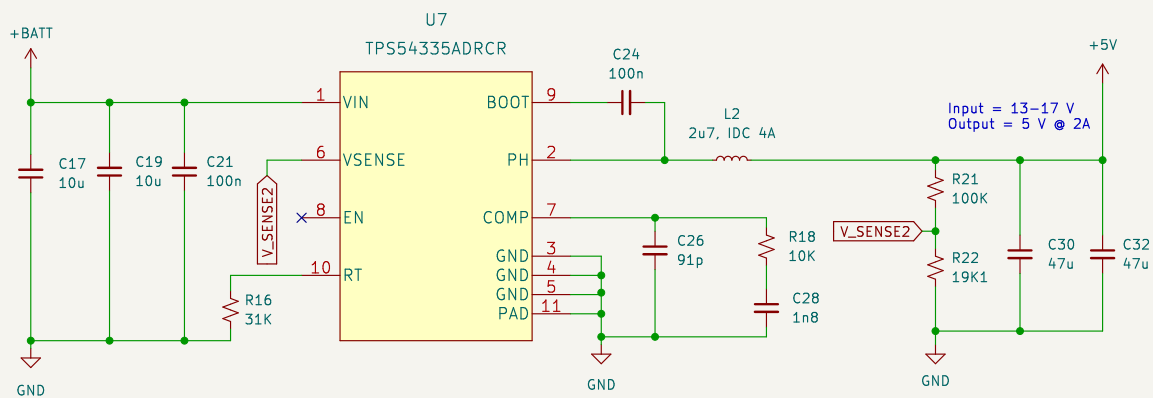 U7
TPS54335ADRCR
+BATT
C17
10u
C19
10u
C21
100n
GND
V_SENSE2
R16
31K
1
VIN
6
VSENSE
8
EN
10
RT
BOOT
9
PH
2
COMP
7
GND
3
GND
4
GND
5
PAD
11
C24
100n
L2
2u7, IDC 4A
C26
91p
R18
10K
C28
1n8
GND
+5V
Input = 13-17 V
Output = 5 V @ 2A
R21
100K
V_SENSE2
R22
19K1
C30
47u
C32
47u
GND